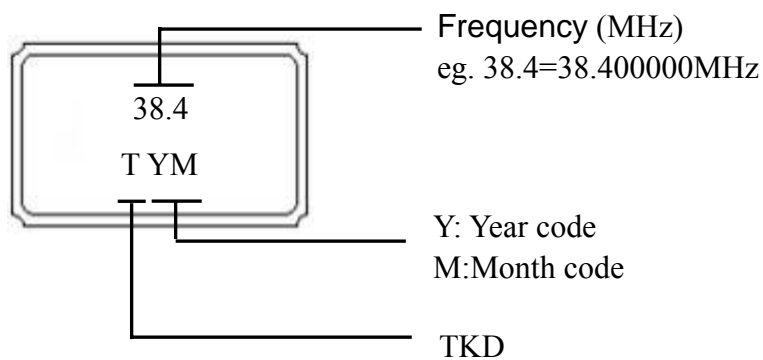 Frequency (MHz)
eg. 38.4=38.400000MHz
38.4
T YM
Y: Year code
M:Month code
TKD